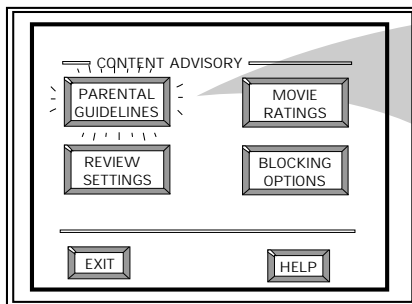 CONTENT ADVISORY
PARENTAL
GUIDELINES
MOVIE
RATINGS
REVIEW
SETTINGS
BLOCKING
OPTIONS
EXIT
HELP